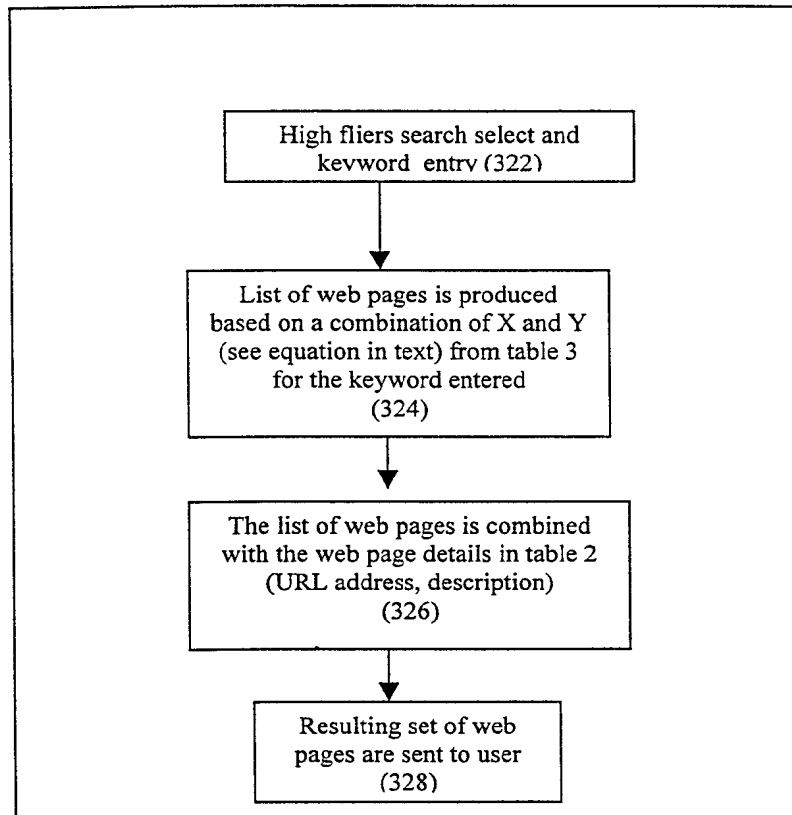 High fliers search select and
keyword entry (322)
List of web pages is produced
based on a combination of X and Y
(see equation in text) from table 3
for the keyword entered
(324)
The list of web pages is combined
with the web page details in table 2
(URL address, description)
(326)
Resulting set of web
pages are sent to user
(328)